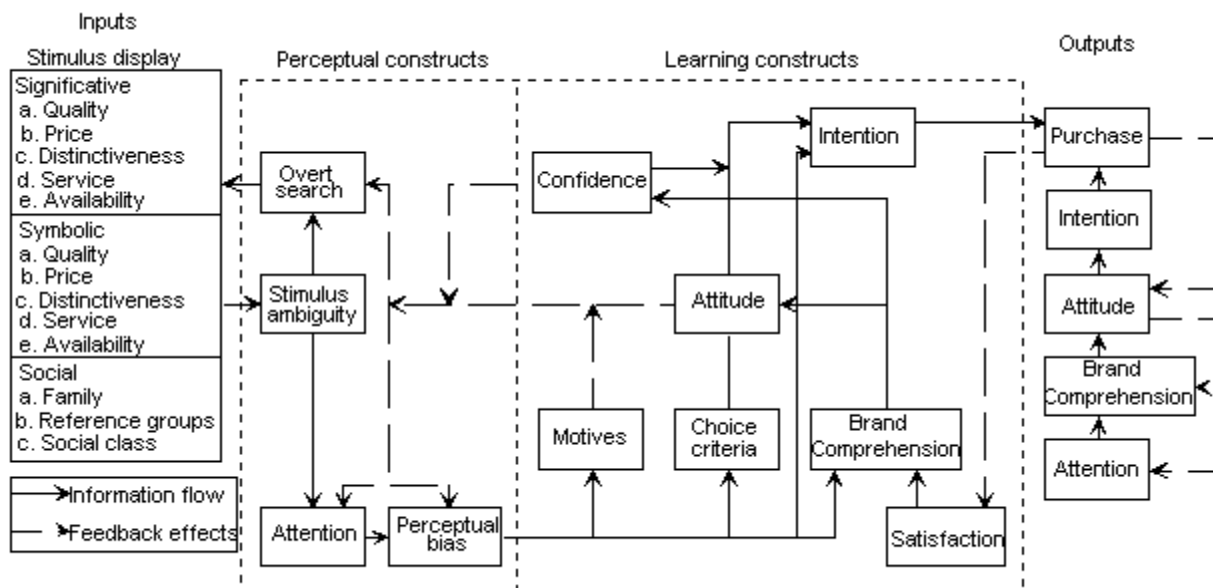 Inputs
Stimulus display
Significative
a. Quality
b. Price
c. Distinctiveness
d. Service
e. Availability
Symbolic
a. Quality
b. Price
c. Distinctiveness
d. Service
e. Availability
Social
a. Family
b. Reference groups
c. Social class
Information flow
Feedback effects
Perceptual constructs
Overt
search
Stimulus
ambiguity
Attention
Perceptual
bias
Learning constructs
Confidence
Intention
Attitude
Motives
Choice
criteria
Brand
Comprehension
Satisfaction
Outputs
Purchase
Intention
Attitude
Brand
Comprehension
Attention